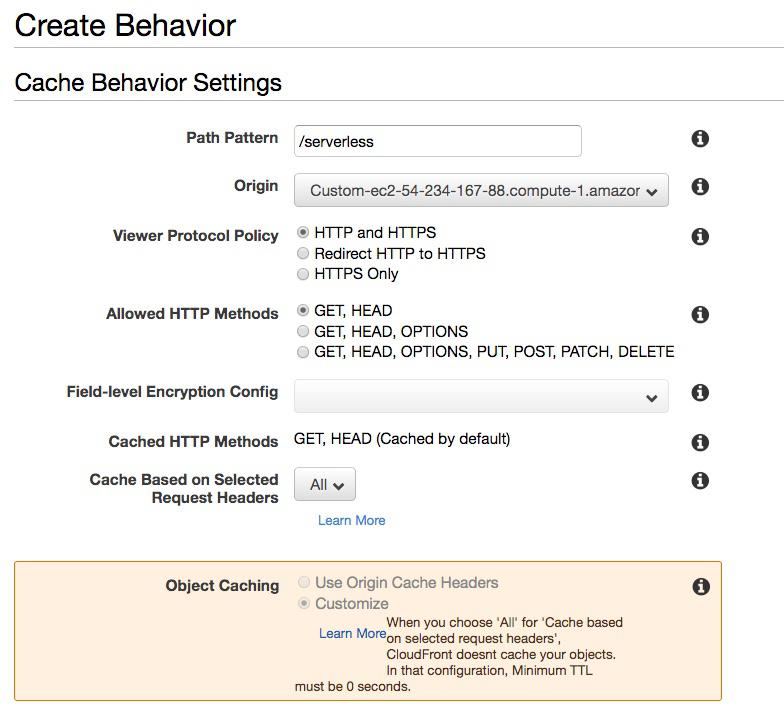 Create Behavior
Cache Behavior Settings
Path Pattern
/serverless
Origin
Custom-ec2-54-234-167-88.compute-1.amazor
Viewer Protocol Policy
HTTP and HTTPS
Redirect HTTP to HTTPS
HTTPS Only
Allowed HTTP Methods
GET, HEAD
GET, HEAD, OPTIONS
GET, HEAD, OPTIONS, PUT, POST, PATCH, DELETE
Field-level Encryption Config
Cached HTTP Methods
GET, HEAD (Cached by default)
Cache Based on Selected
Request Headers
All
Learn More
Object Caching
Use Origin Cache Headers
Customize
Learn More
When you choose 'All' for 'Cache based
on selected request headers',
CloudFront doesnt cache your objects.
In that configuration, Minimum TTL
must be 0 seconds.